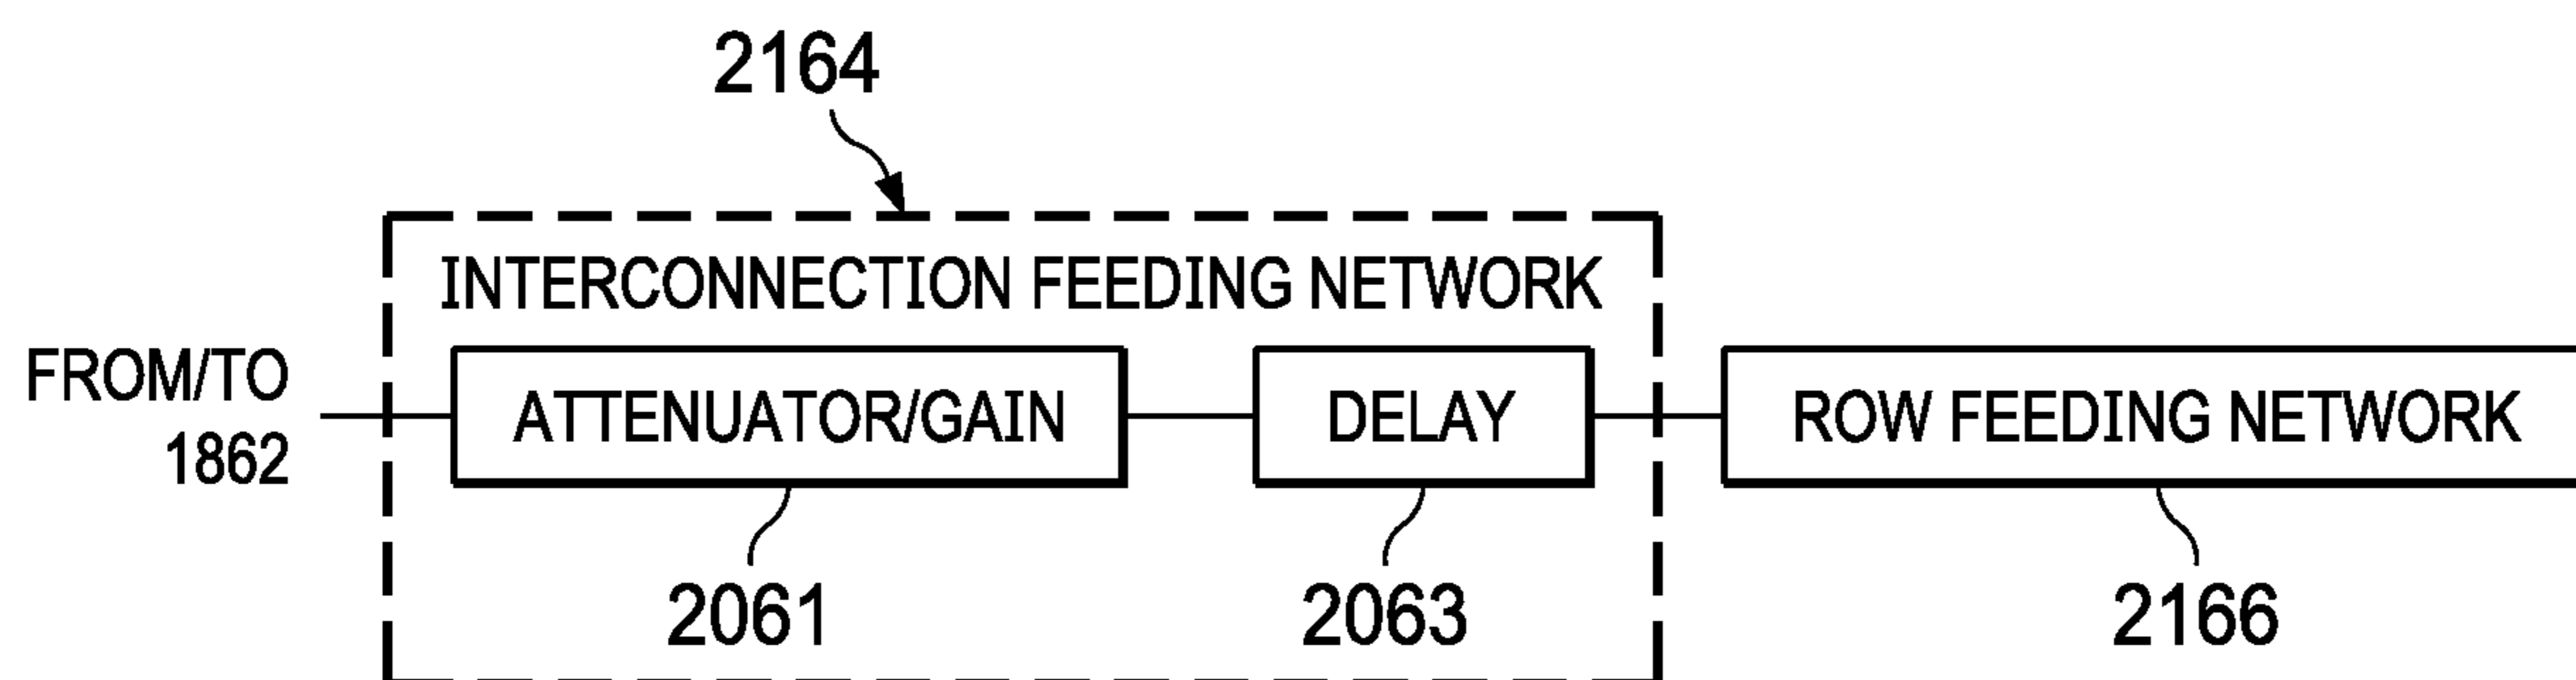 2164
INTERCONNECTION FEEDING NETWORK
FROM/TO
1862
ATTENUATOR/GAIN
DELAY
ROW FEEDING NETWORK
2061
2063
2166